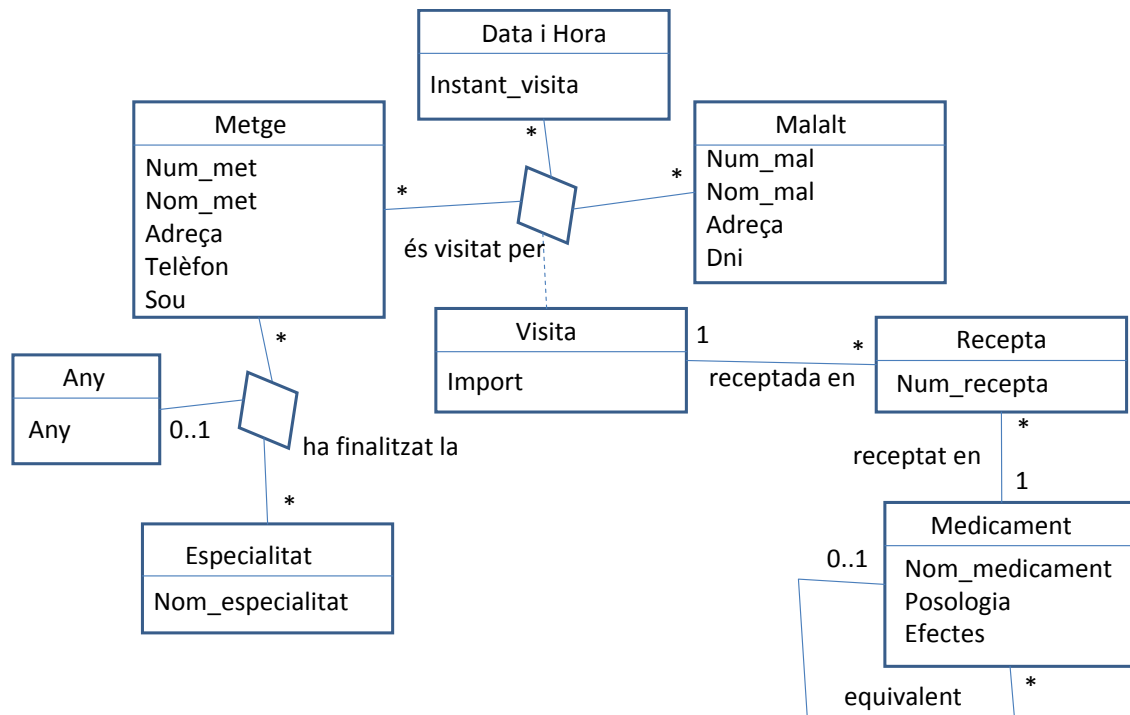 Data i Hora
Instant_visita
*
Metge
Num_met
Nom_met
Adreça
Telèfon
Sou
*
*
Malalt
Num_mal
Nom_mal
Adreça
Dni
*
és visitat per
Visita
Import
1
receptada en
*
Recepta
Num_recepta
*
receptat en
1
Any
Any
0..1
ha finalitzat la
*
Especialitat
Nom_especialitat
Medicament
Nom_medicament
Posologia
Efectes
0..1
equivalent
*